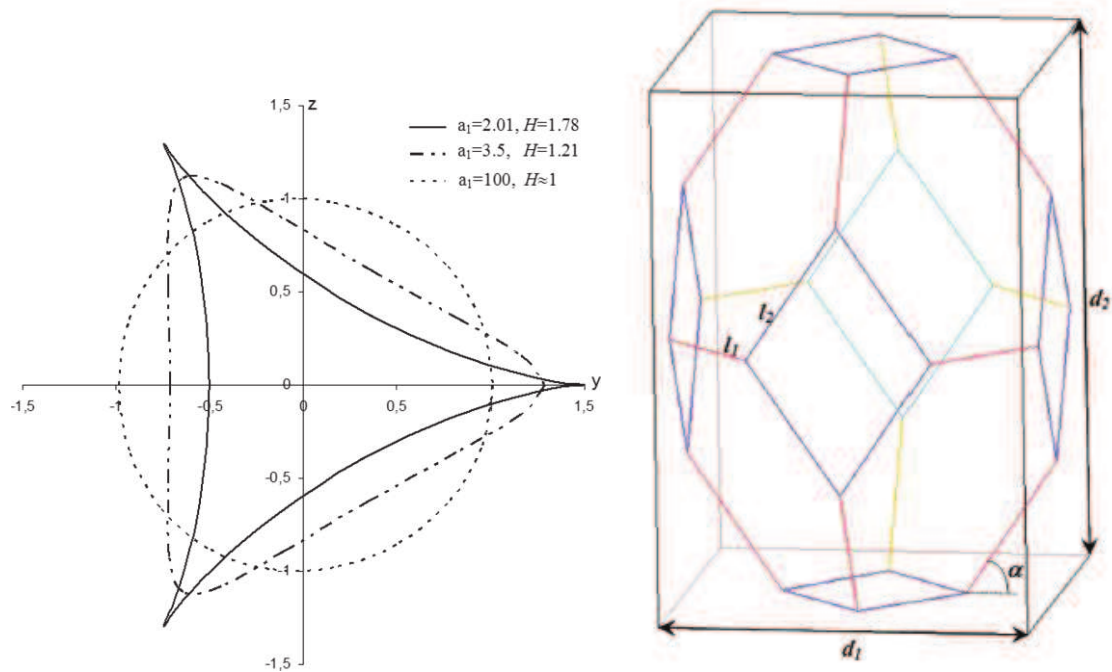 1,5
z
a₁=2.01, H=1.78
a₁=3.5, H=1.21
a₁=100, H≈1
1
0,5
0
y
-1,5
-1
-0,5
0
0,5
1
1,5
-0,5
-1
-1,5
l₂
l₁
d₂
α
d₁